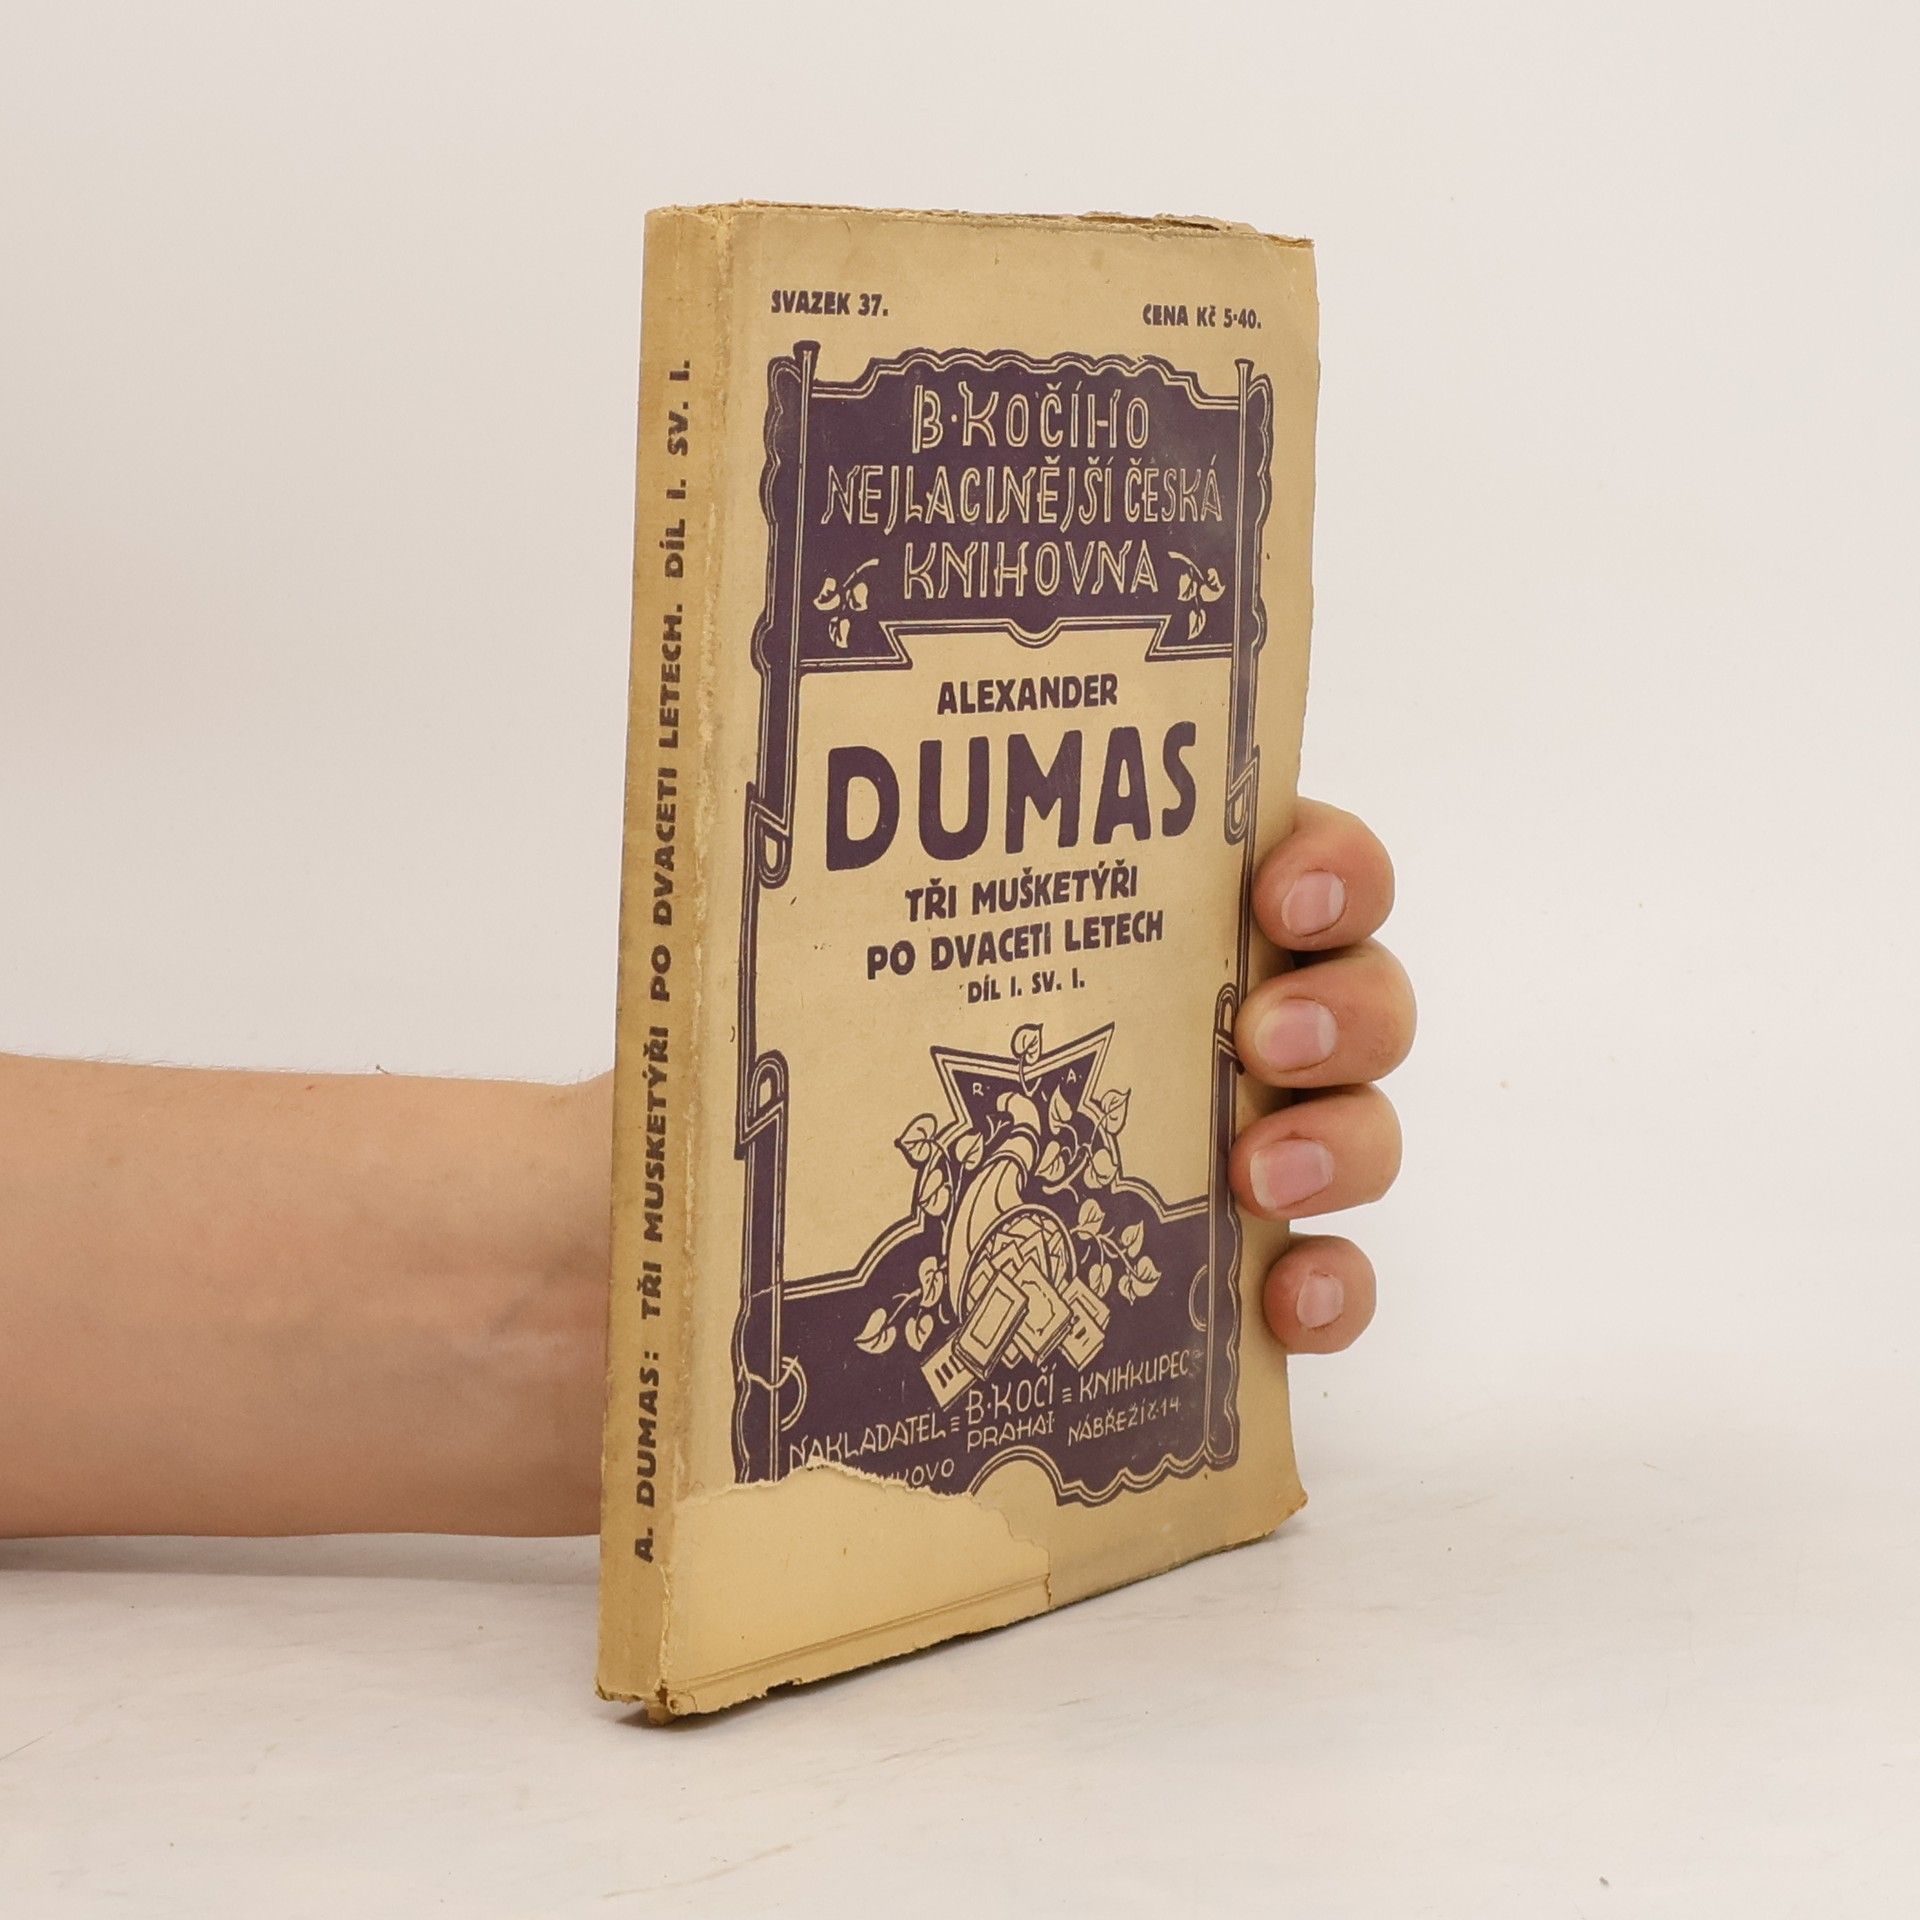 SVAZEK 37.
CENA Kč 5·40.
B·KOČÍHO
NEJLACINĚJŠÍ ČESKÁ
KNIHOVNA
ALEXANDER
DUMAS
TŘI MUŠKETÝŘI
PO DVACETI LETECH
DÍL I. SV. I.
R. A.
NAKLADATEL = B·KOČÍ = KNIHKUPEC
PRAHA I NÁBŘEŽÍ Č·14
A. DUMAS: TŘI MUSKETÝŘI PO DVACETI LETECH. DÍL I. SV. I.